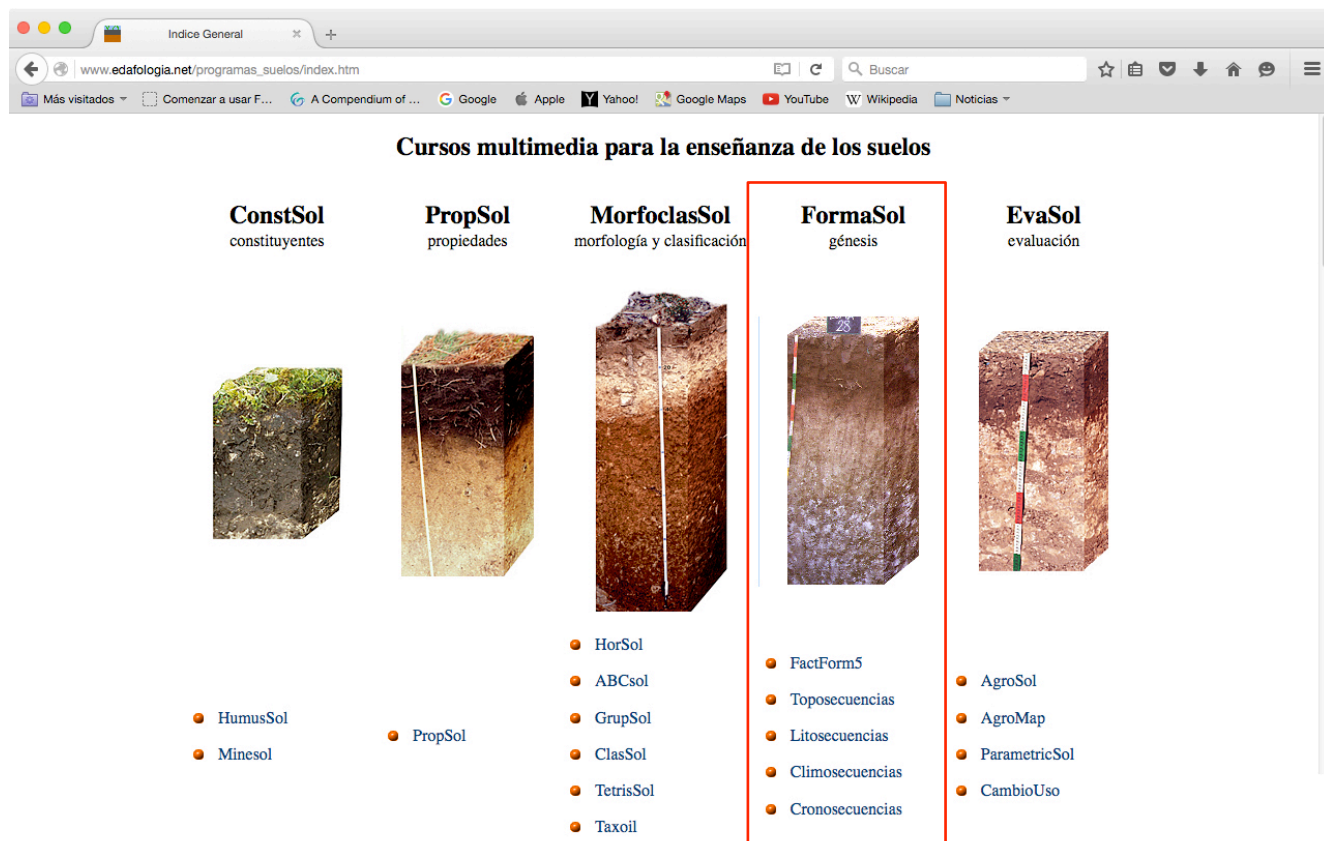 Indice General
www.edafologia.net/programas_suelos/index.htm
Buscar
Más visitados
Comenzar a usar F...
A Compendium of ...
Google
Apple
Yahoo!
Google Maps
YouTube
Wikipedia
Noticias
Cursos multimedia para la enseñanza de los suelos
ConstSol
constituyentes
HumusSol
Minesol
PropSol
propiedades
PropSol
MorfoclasSol
morfología y clasificación
HorSol
ABCsol
GrupSol
ClasSol
TetrisSol
Taxoil
FormaSol
génesis
28
FactForm5
Toposecuencias
Litosecuencias
Climosecuencias
Cronosecuencias
EvaSol
evaluación
AgroSol
AgroMap
ParametricSol
CambioUso